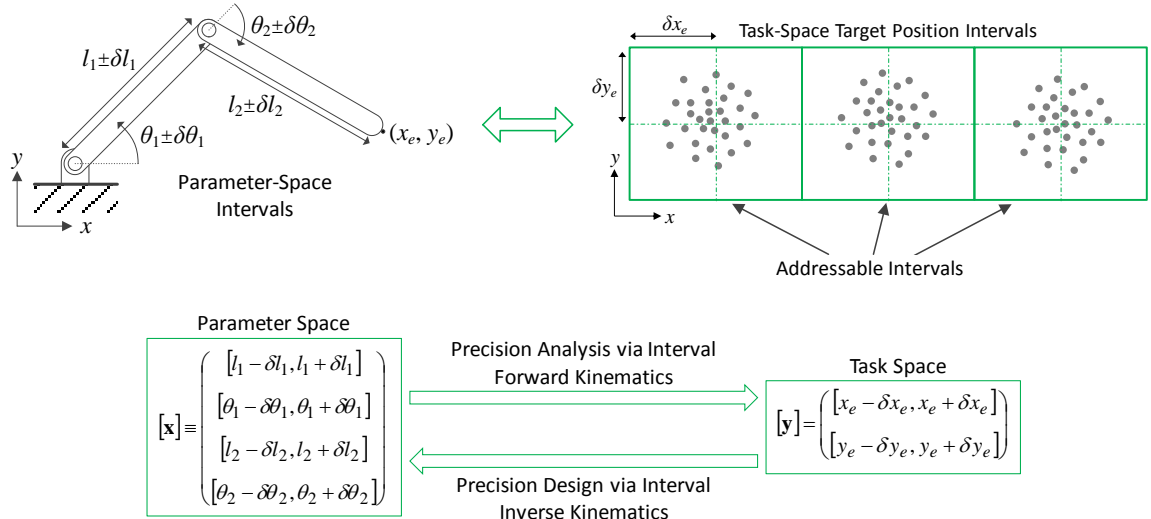 θ₂±δθ₂
l₁±δl₁
l₂±δl₂
θ₁±δθ₁
(xₑ, yₑ)
y
x
Parameter-Space
Intervals
δxₑ
Task-Space Target Position Intervals
δyₑ
y
x
Addressable Intervals
Parameter Space
[x] ≡ ([l₁ − δl₁, l₁ + δl₁]
[θ₁ − δθ₁, θ₁ + δθ₁]
[l₂ − δl₂, l₂ + δl₂]
[θ₂ − δθ₂, θ₂ + δθ₂])
Precision Analysis via Interval
Forward Kinematics
Precision Design via Interval
Inverse Kinematics
Task Space
[y] = ([xₑ − δxₑ, xₑ + δxₑ]
[yₑ − δyₑ, yₑ + δyₑ])